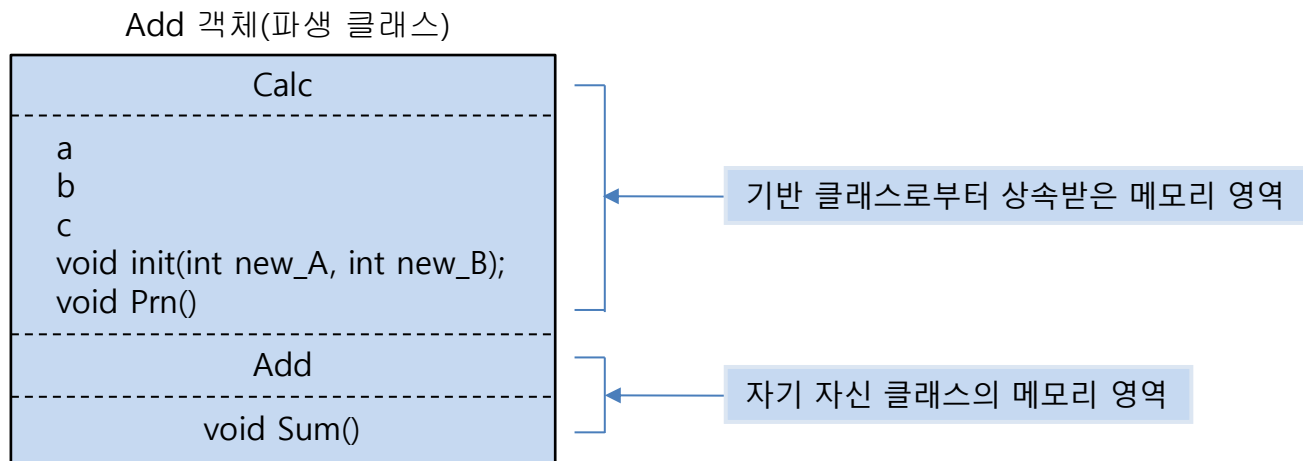 Add 객체(파생 클래스)
Calc
a
b
c
void init(int new_A, int new_B);
void Prn()
기반 클래스로부터 상속받은 메모리 영역
Add
void Sum()
자기 자신 클래스의 메모리 영역